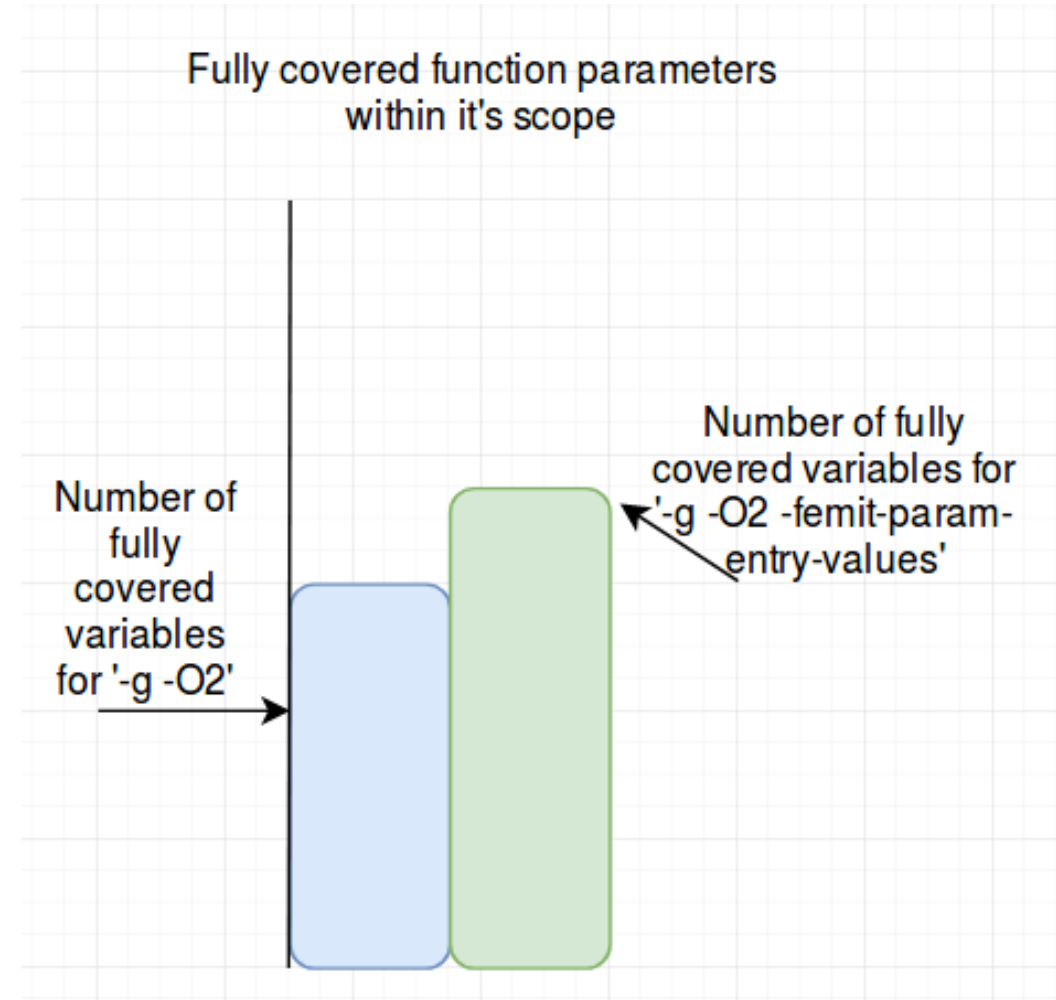 Fully covered function parameters
within it's scope
Number of fully
covered variables for
'-g -O2 -femit-param-
entry-values'
Number of
fully
covered
variables
for '-g -O2'